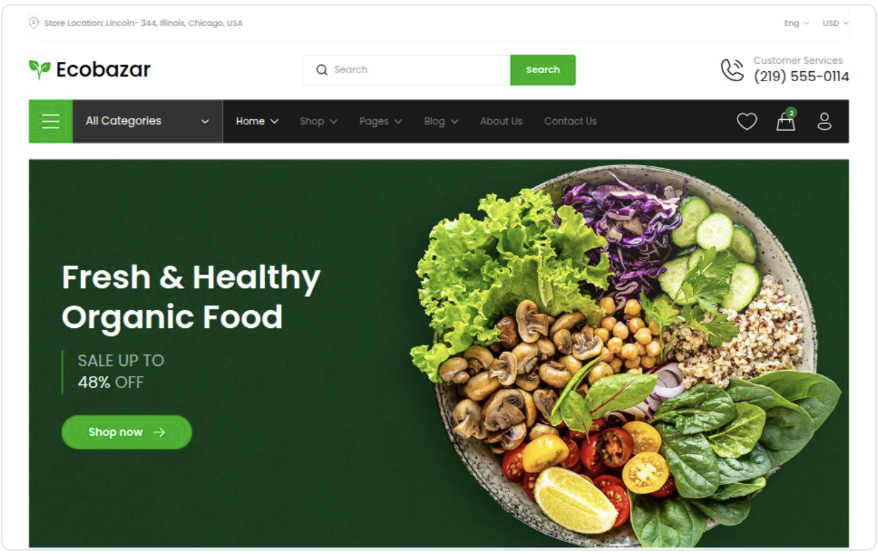 Store Location: Lincoln- 344, Illinois, Chicago, USA
Eng USD
Ecobazar
Search
Search
Customer Services
(219) 555-0114
All Categories
Home Shop Pages Blog About Us Contact Us
2
Fresh & Healthy
Organic Food
SALE UP TO
48% OFF
Shop now